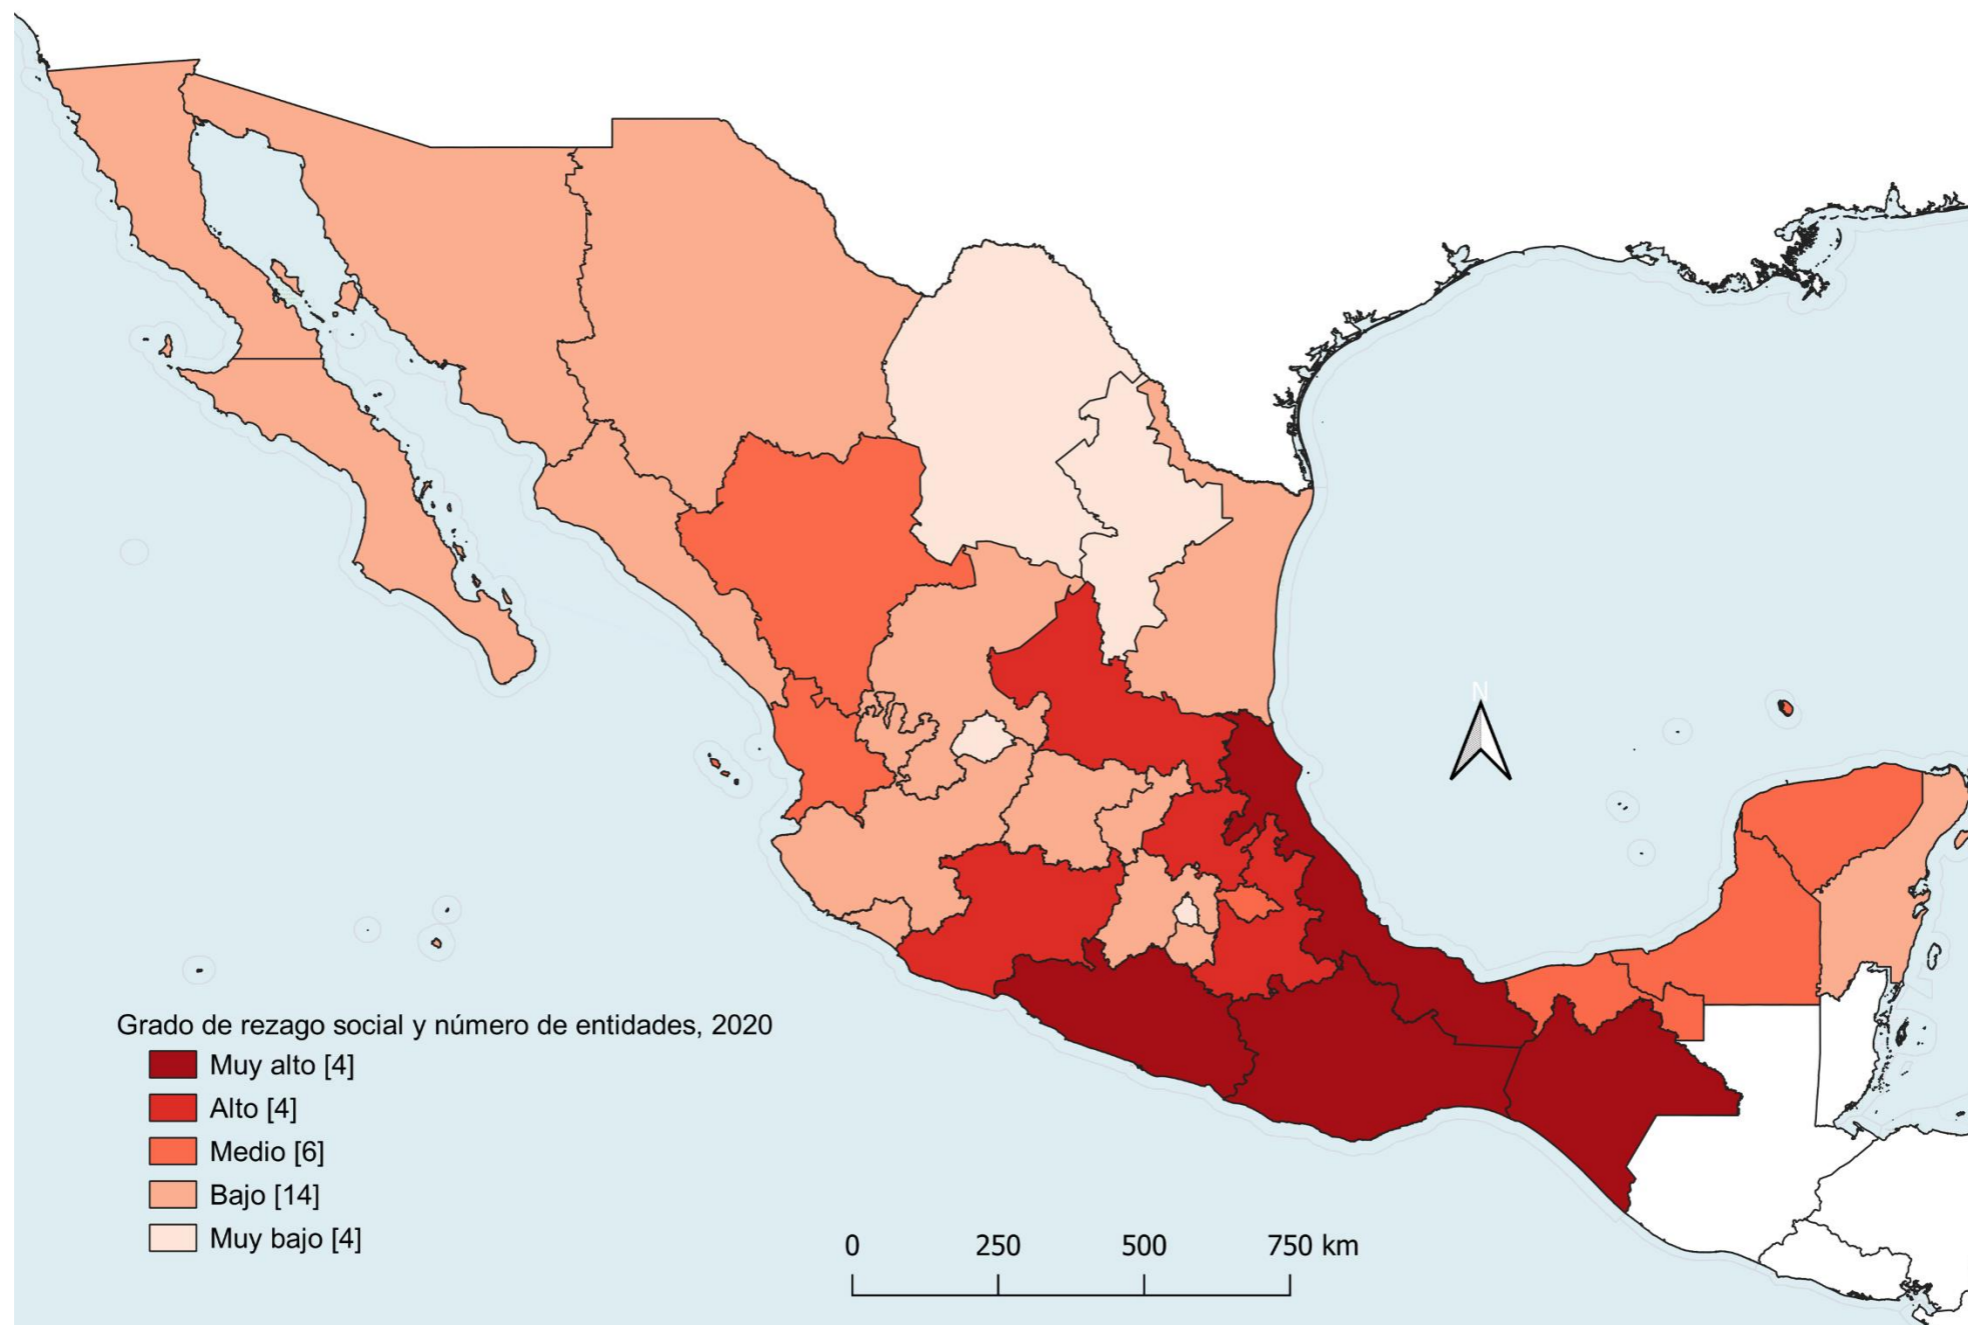 N
Grado de rezago social y número de entidades, 2020
Muy alto [4]
Alto [4]
Medio [6]
Bajo [14]
Muy bajo [4]
0 250 500 750 km